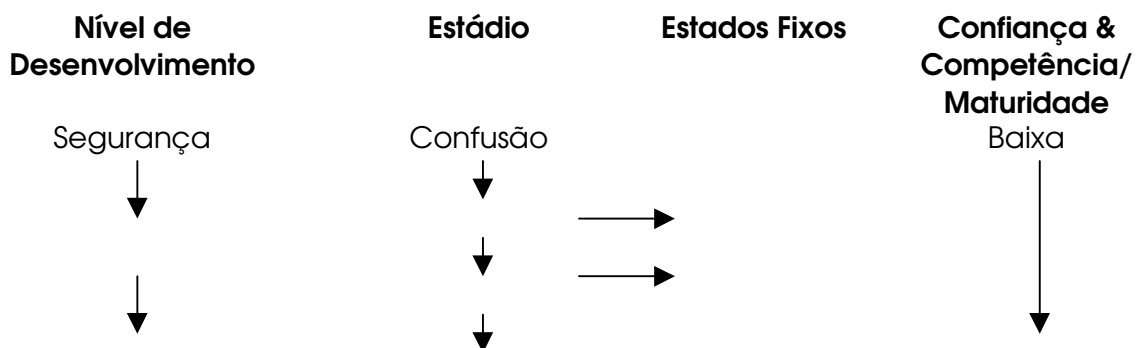 Nível de
Desenvolvimento
Estádio
Estados Fixos
Confiança &
Competência/
Maturidade
Segurança
Confusão
Baixa